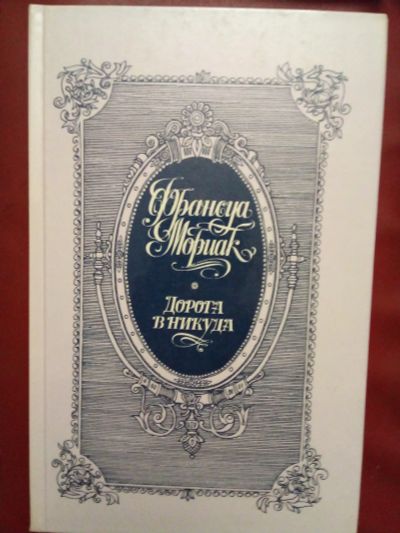 Франсуа
Мориак
Дорога
в никуда